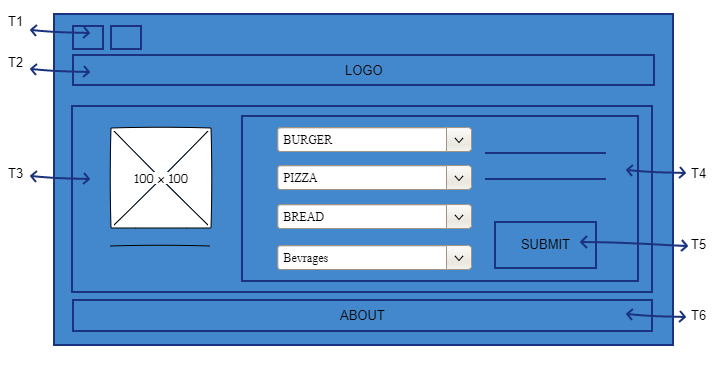 T1
T2
LOGO
T3
100 x 100
BURGER
PIZZA
BREAD
Bevrages
T4
SUBMIT
T5
ABOUT
T6